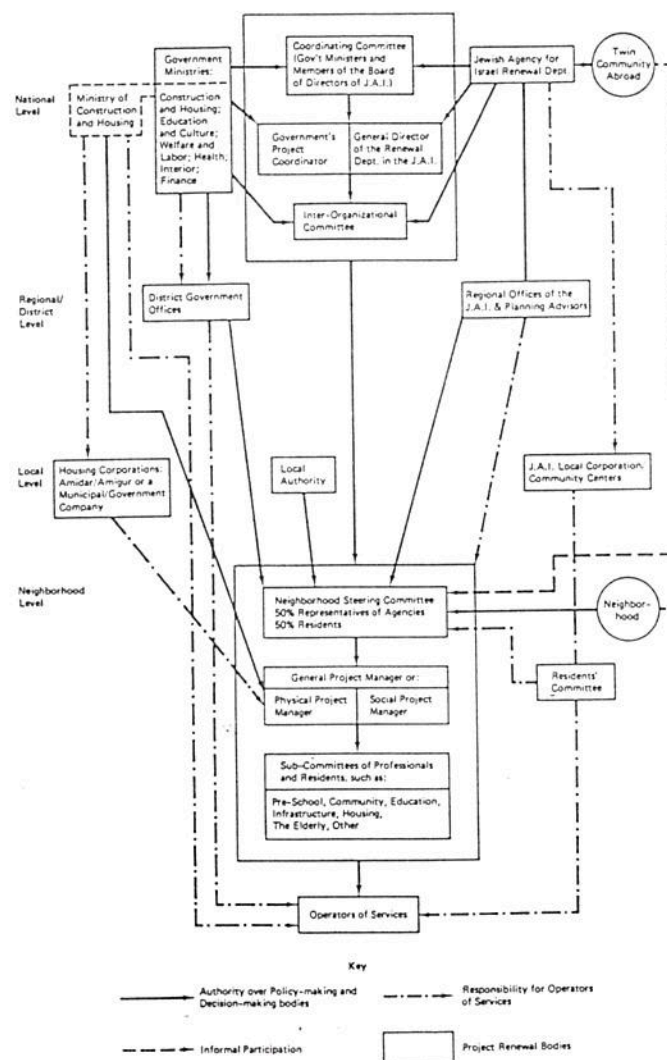 Government
Ministries:
Construction
and Housing;
Education
and Culture;
Welfare and
Labor; Health;
Interior;
Finance
Coordinating Committee
(Gov't Ministers and
Members of the Board
of Directors of J.A.I.)
Jewish Agency for
Israel Renewal Dept.
Twin
Community
Abroad
National
Level
Ministry of
Construction
and Housing
Government's
Project
Coordinator
General Director
of the Renewal
Dept. in the J.A.I.
Inter-Organizational
Committee
Regional/
District
Level
District Government
Offices
Regional Offices of the
J.A.I. & Planning Advisors
Local
Level
Housing Corporations:
Amidar/Amigur or a
Municipal/Government
Company
Local
Authority
J.A.I. Local Corporation,
Community Centers
Neighborhood
Level
Neighborhood Steering Committee
50% Representatives of Agencies
50% Residents
Neighbor-
hood
General Project Manager or:
Physical Project
Manager
Social Project
Manager
Residents'
Committee
Sub-Committees of Professionals
and Residents, such as:
Pre-School, Community, Education,
Infrastructure, Housing,
The Elderly, Other
Operators of Services
Key
Authority over Policy-making and
Decision-making bodies
Responsibility for Operators
of Services
Informal Participation
Project Renewal Bodies